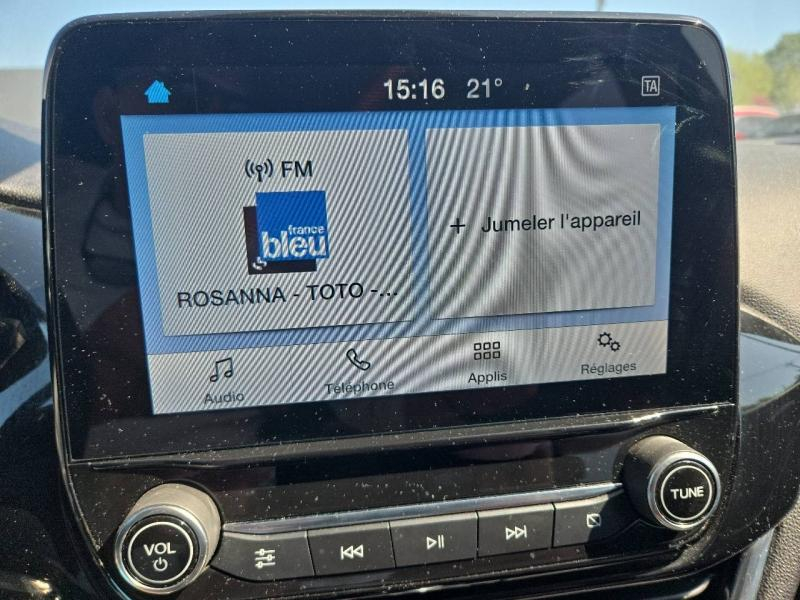 15:16 21° TA
FM
france
bleu
ROSANNA - TOTO -...
+ Jumeler l'appareil
Audio
Téléphone
Applis
Réglages
VOL
TUNE